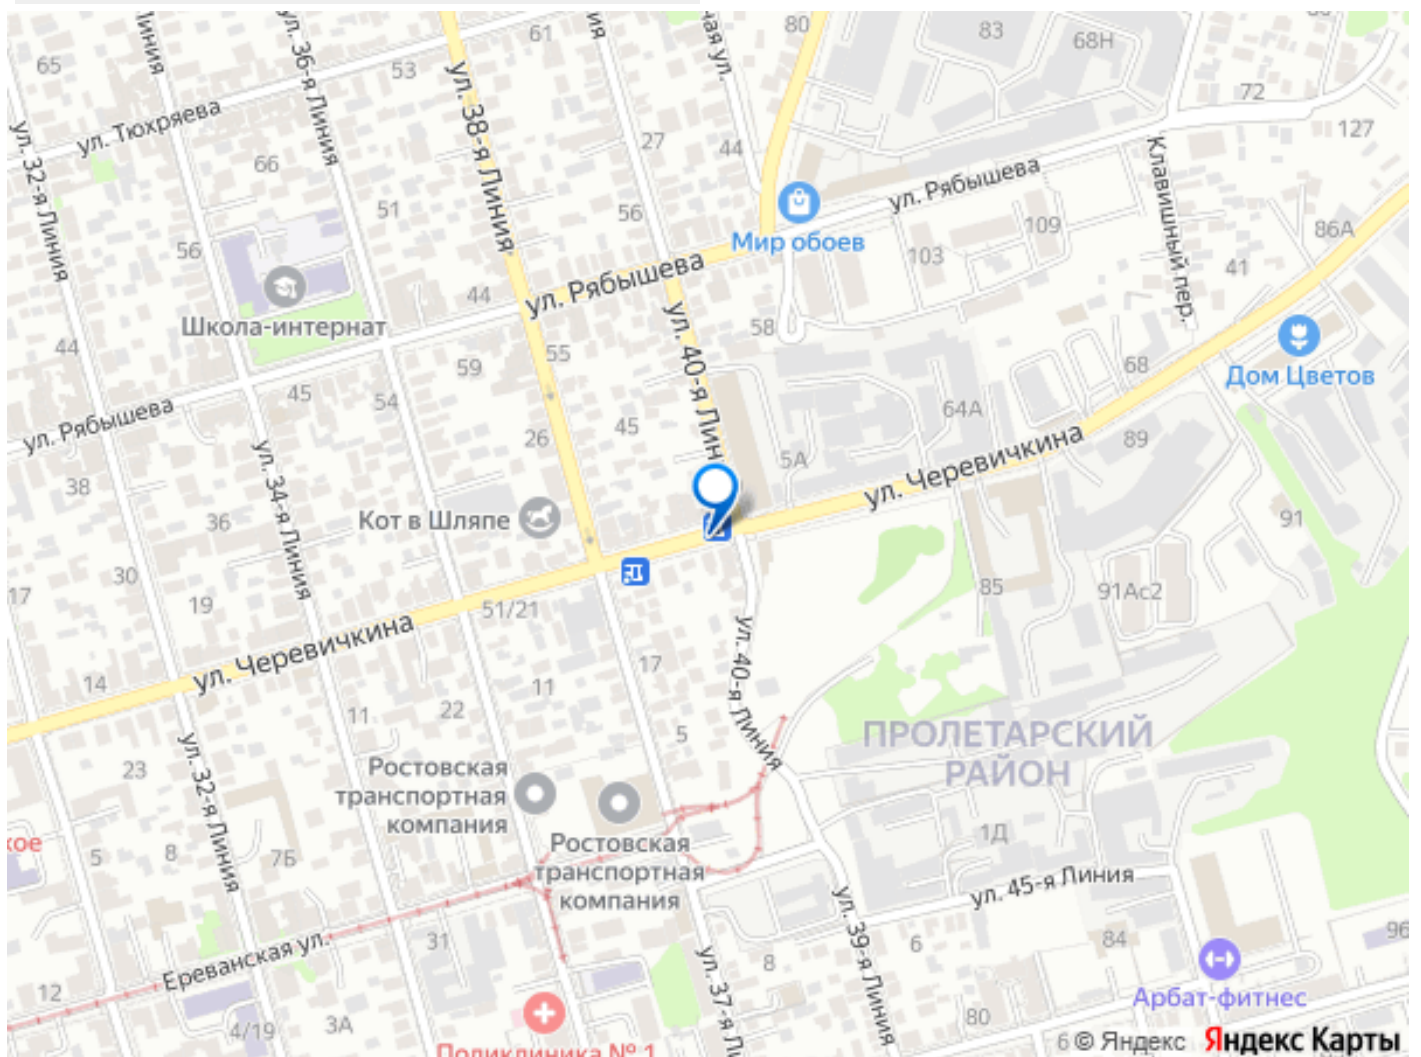 61
80
83
68Н
65
53
ул. 36-я Линия
Линия
ул. 38-я Линия
ул. Тюхряева
72
127
27
44
66
ул. 32-я Линия
Клавишный пер.
ул. Рябышева
51
56
56
109
86А
Мир обоев
103
41
ул. Рябышева
44
Школа-интернат
58
44
55
59
68
Дом Цветов
45
54
64А
ул. 40-я Лин
ул. Рябышева
45
26
89
5А
ул. Черевичкина
38
36
Кот в Шляпе
91
ул. 34-я Линия
30
17
19
51/21
85
91Ас2
ул. Черевичкина
17
14
11
22
11
ул. 40-я Линия
5
ПРОЛЕТАРСКИЙ
РАЙОН
23
ул. 32-я Линия
Ростовская
транспортная
компания
кое
5
8
7Б
Ростовская
транспортная
компания
1Д
ул. 45-я Линия
31
Ереванская ул.
ул. 39-я Линия
6
84
96
12
8
ул. 37-я Ли
Арбат-фитнес
4/19
3А
80
6
Поликлиника № 1
© Яндекс Яндекс Карты